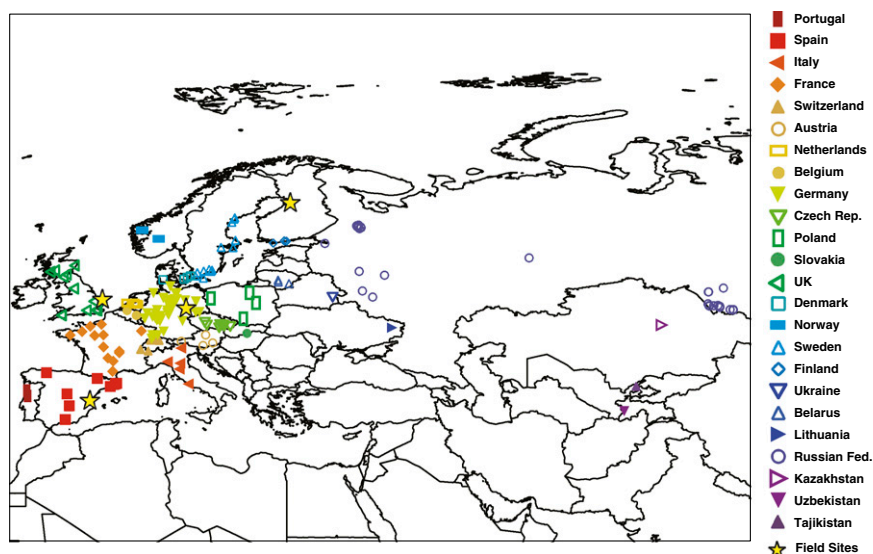 Portugal
Spain
Italy
France
Switzerland
Austria
Netherlands
Belgium
Germany
Czech Rep.
Poland
Slovakia
UK
Denmark
Norway
Sweden
Finland
Ukraine
Belarus
Lithuania
Russian Fed.
Kazakhstan
Uzbekistan
Tajikistan
Field Sites